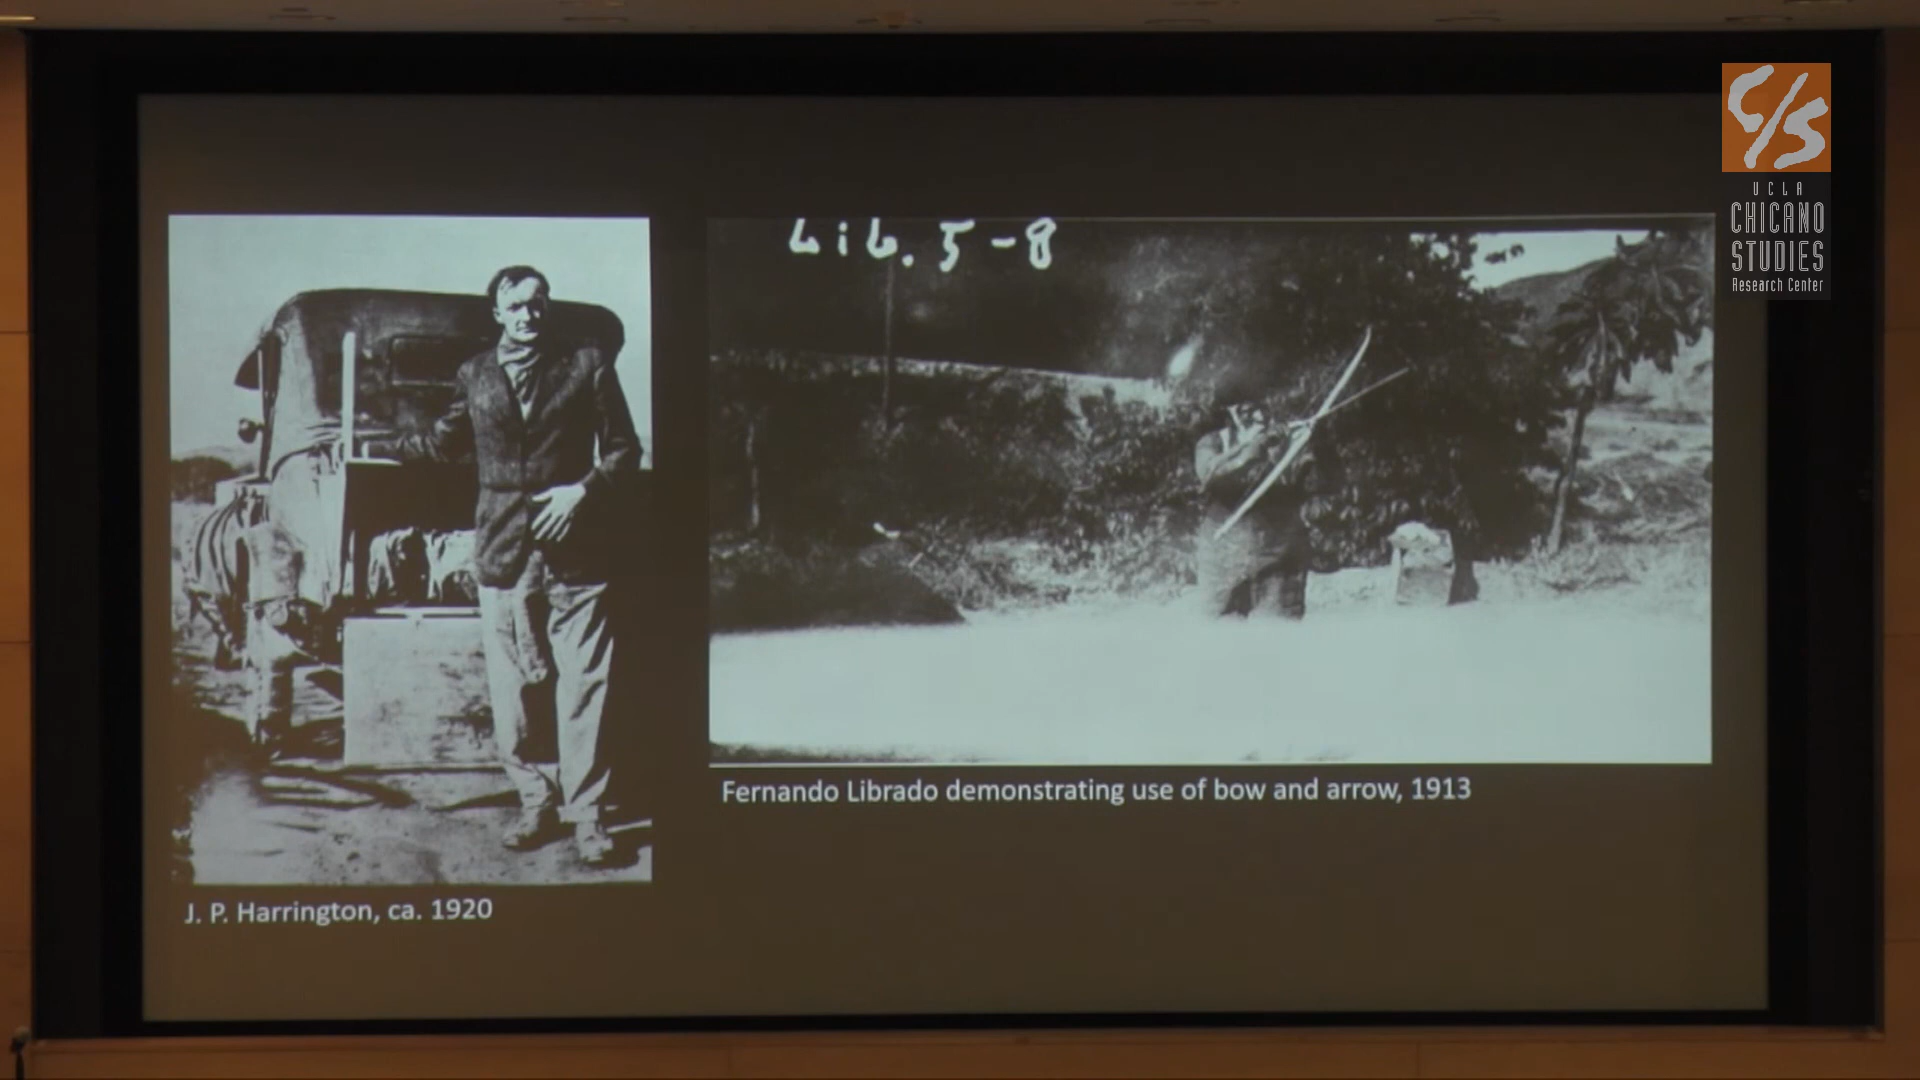 Lib. 5-8
C/S
UCLA
CHICANO
STUDIES
Research Center
Fernando Librado demonstrating use of bow and arrow, 1913
J. P. Harrington, ca. 1920